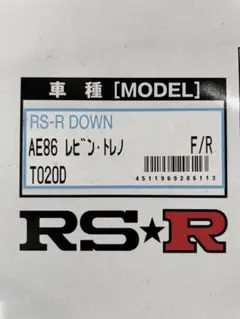 車種 [MODEL]
RS-R DOWN
AE86 ﾚﾋﾞﾝ･ﾄﾚﾉ F/R
T020D
4511969206113
RS★R